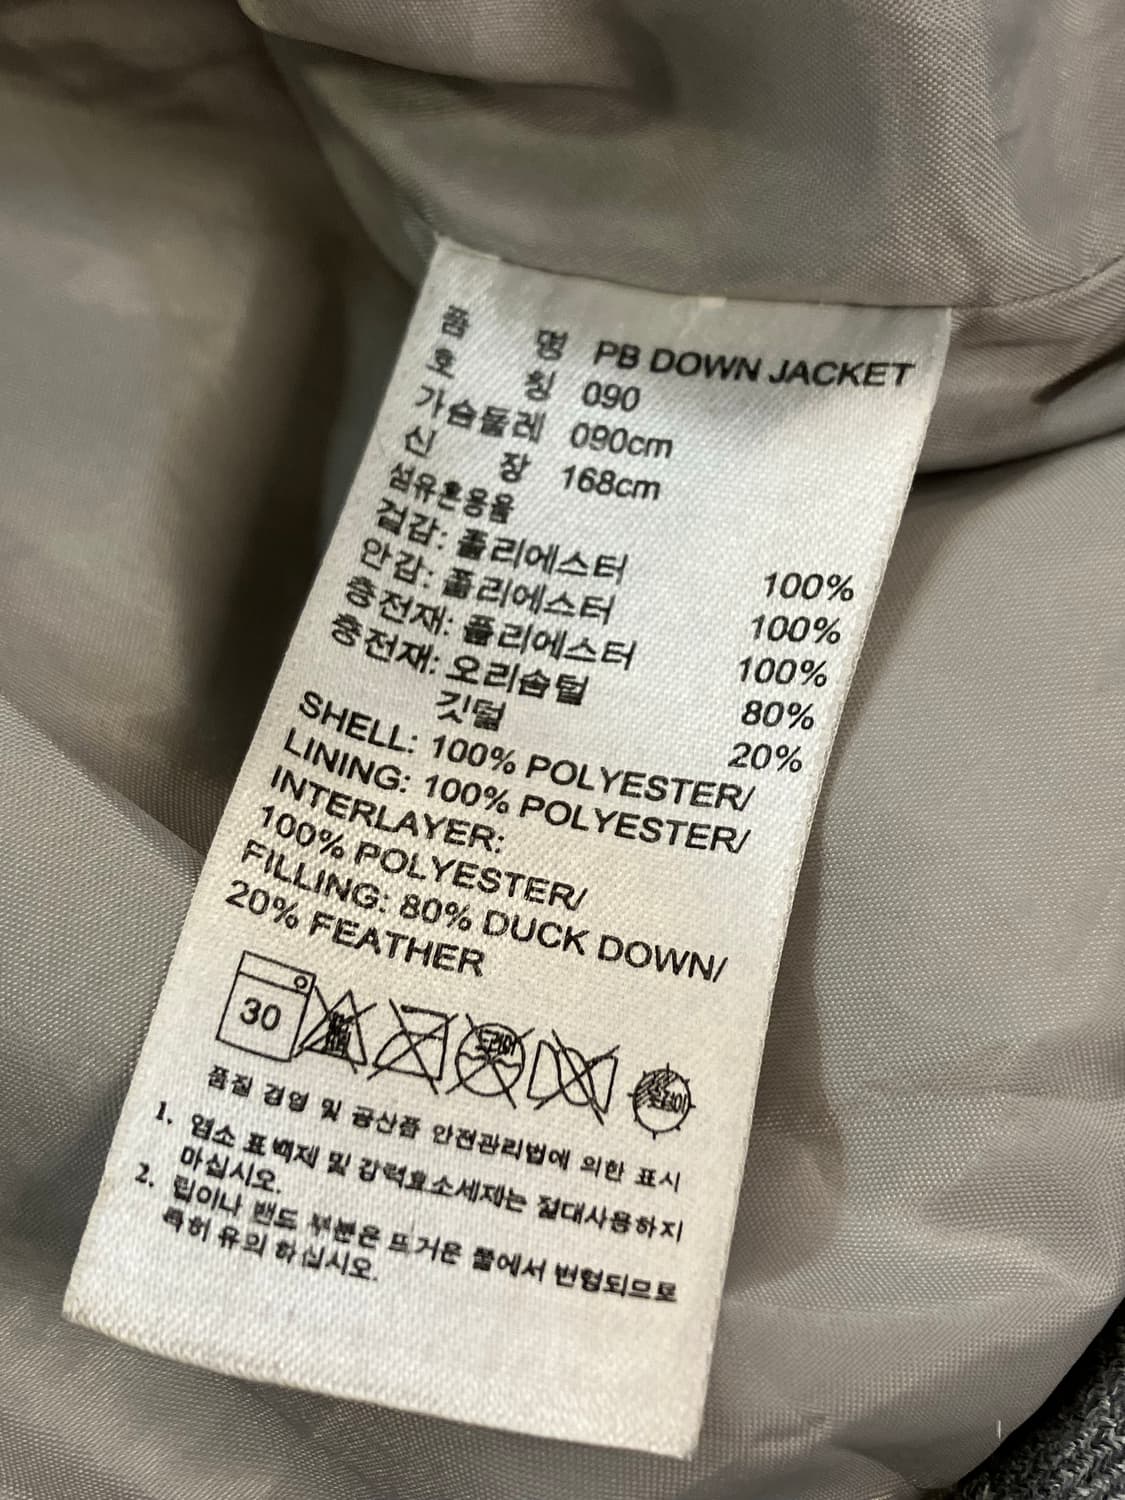 품 명 PB DOWN JACKET
호 칭 090
가슴둘레 090cm
신 장 168cm
섬유혼용율
겉감: 폴리에스터 100%
안감: 폴리에스터 100%
충전재: 폴리에스터 100%
충전재: 오리솜털 80%
깃털 20%
SHELL: 100% POLYESTER/
LINING: 100% POLYESTER/
INTERLAYER:
100% POLYESTER/
FILLING: 80% DUCK DOWN/
20% FEATHER
30 드라이
품질 경영 및 공산품 안전관리법에 의한 표시
1. 염소 표백제 및 강력효소세제는 절대사용하지
마십시오.
2. 립이나 밴드 부분은 뜨거운 물에서 변형되므로
특히 유의 하십시오.